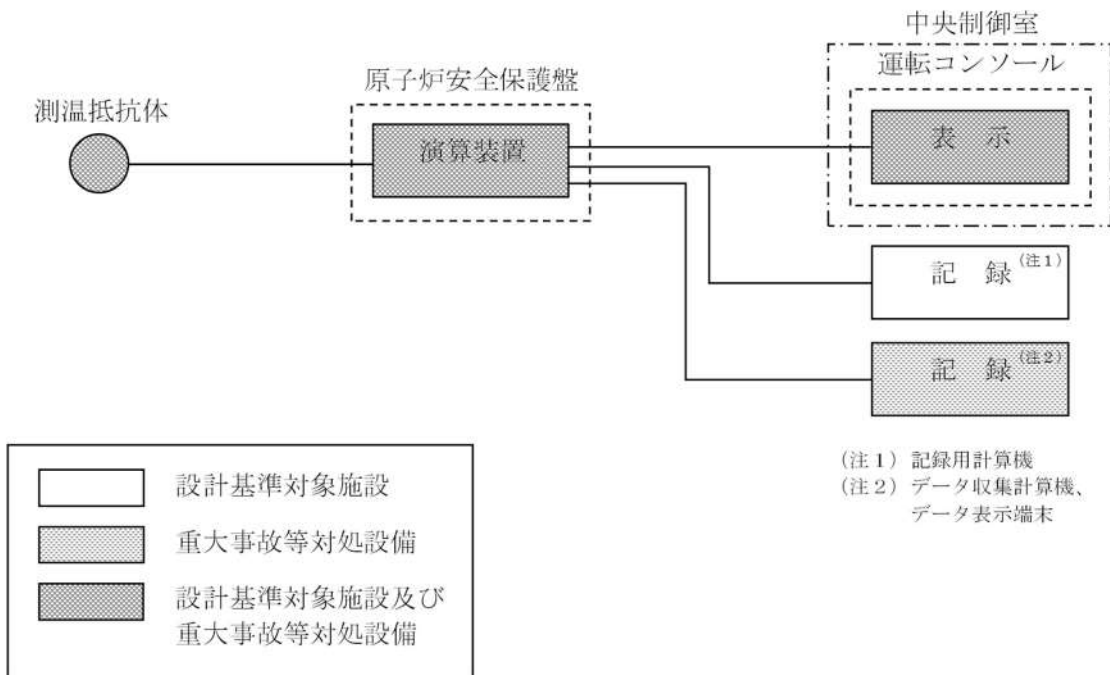 中央制御室
運転コンソール
原子炉安全保護盤
測温抵抗体
演算装置
表　示
記　録(注1)
記　録(注2)
(注1) 記録用計算機
(注2) データ収集計算機、
データ表示端末
設計基準対象施設
重大事故等対処設備
設計基準対象施設及び
重大事故等対処設備